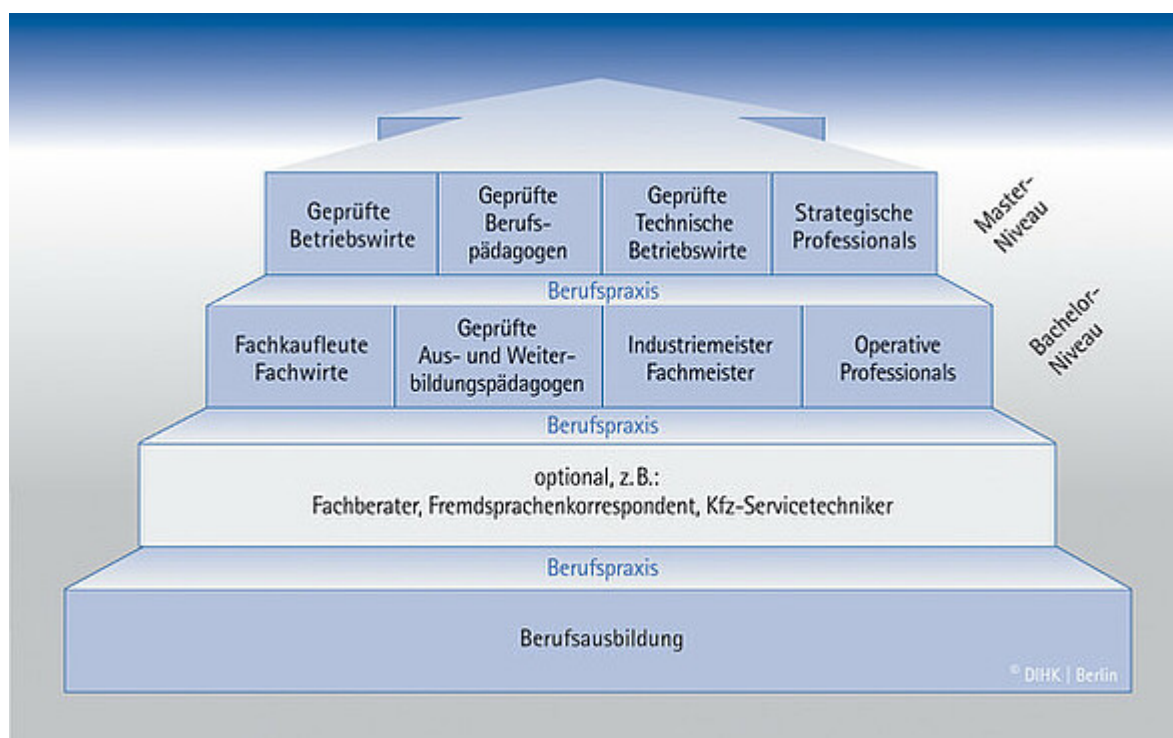 Geprüfte
Betriebswirte
Geprüfte
Berufs-
pädagogen
Geprüfte
Technische
Betriebswirte
Strategische
Professionals
Master-
Niveau
Berufspraxis
Fachkaufleute
Fachwirte
Geprüfte
Aus- und Weiter-
bildungspädagogen
Industriemeister
Fachmeister
Operative
Professionals
Bachelor-
Niveau
Berufspraxis
optional, z.B.:
Fachberater, Fremdsprachenkorrespondent, Kfz-Servicetechniker
Berufspraxis
Berufsausbildung
© DIHK | Berlin